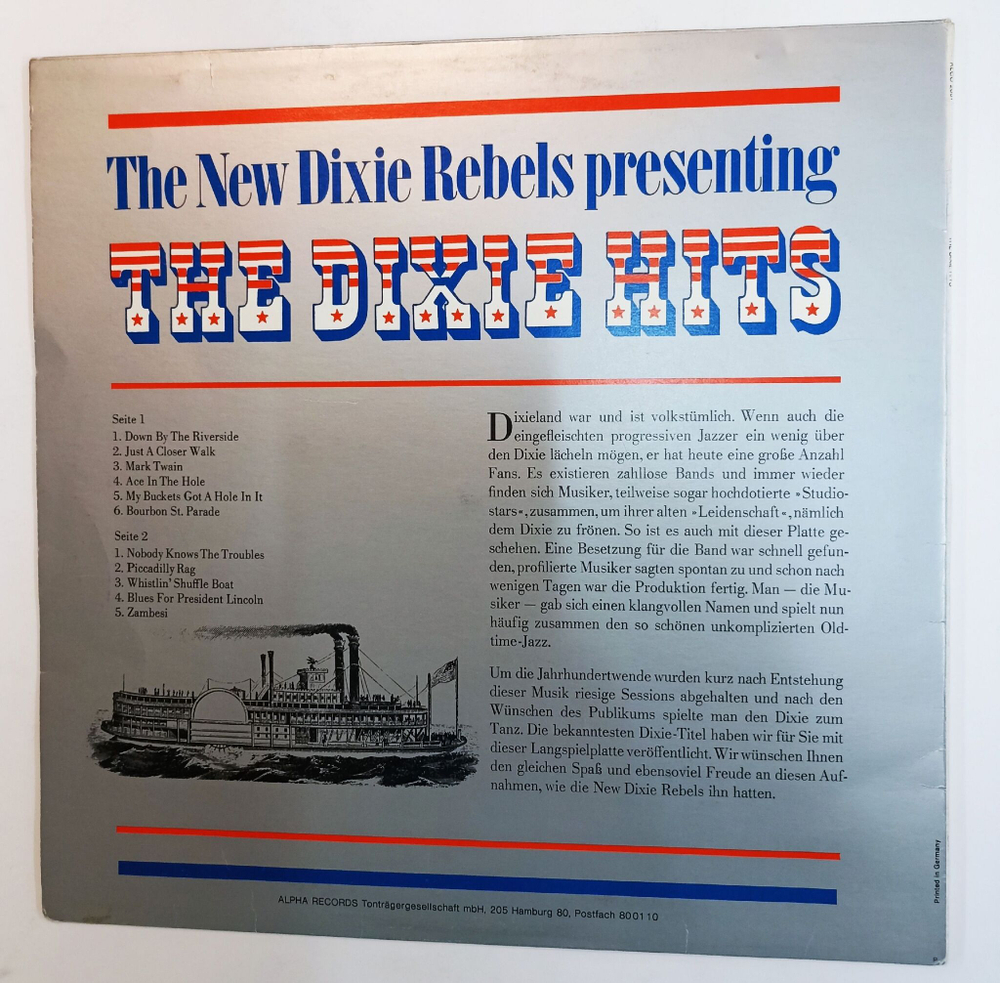 The New Dixie Rebels presenting
THE DIXIE HITS
Seite 1
1. Down By The Riverside
2. Just A Closer Walk
3. Mark Twain
4. Ace In The Hole
5. My Buckets Got A Hole In It
6. Bourbon St. Parade
Seite 2
1. Nobody Knows The Troubles
2. Piccadilly Rag
3. Whistlin' Shuffle Boat
4. Blues For President Lincoln
5. Zambesi
Dixieland war und ist volkstümlich. Wenn auch die
eingefleischten progressiven Jazzer ein wenig über
den Dixie lächeln mögen, er hat heute eine große Anzahl
Fans. Es existieren zahllose Bands und immer wieder
finden sich Musiker, teilweise sogar hochdotierte »Studio-
stars«, zusammen, um ihrer alten »Leidenschaft«, nämlich
dem Dixie zu frönen. So ist es auch mit dieser Platte ge-
schehen. Eine Besetzung für die Band war schnell gefun-
den, profilierte Musiker sagten spontan zu und schon nach
wenigen Tagen war die Produktion fertig. Man — die Mu-
siker — gab sich einen klangvollen Namen und spielt nun
häufig zusammen den so schönen unkomplizierten Old-
time-Jazz.
Um die Jahrhundertwende wurden kurz nach Entstehung
dieser Musik riesige Sessions abgehalten und nach den
Wünschen des Publikums spielte man den Dixie zum
Tanz. Die bekanntesten Dixie-Titel haben wir für Sie mit
dieser Langspielplatte veröffentlicht. Wir wünschen Ihnen
den gleichen Spaß und ebensoviel Freude an diesen Auf-
nahmen, wie die New Dixie Rebels ihn hatten.
ALPHA RECORDS Tonträgergesellschaft mbH, 205 Hamburg 80, Postfach 80 01 10
Printed in Germany